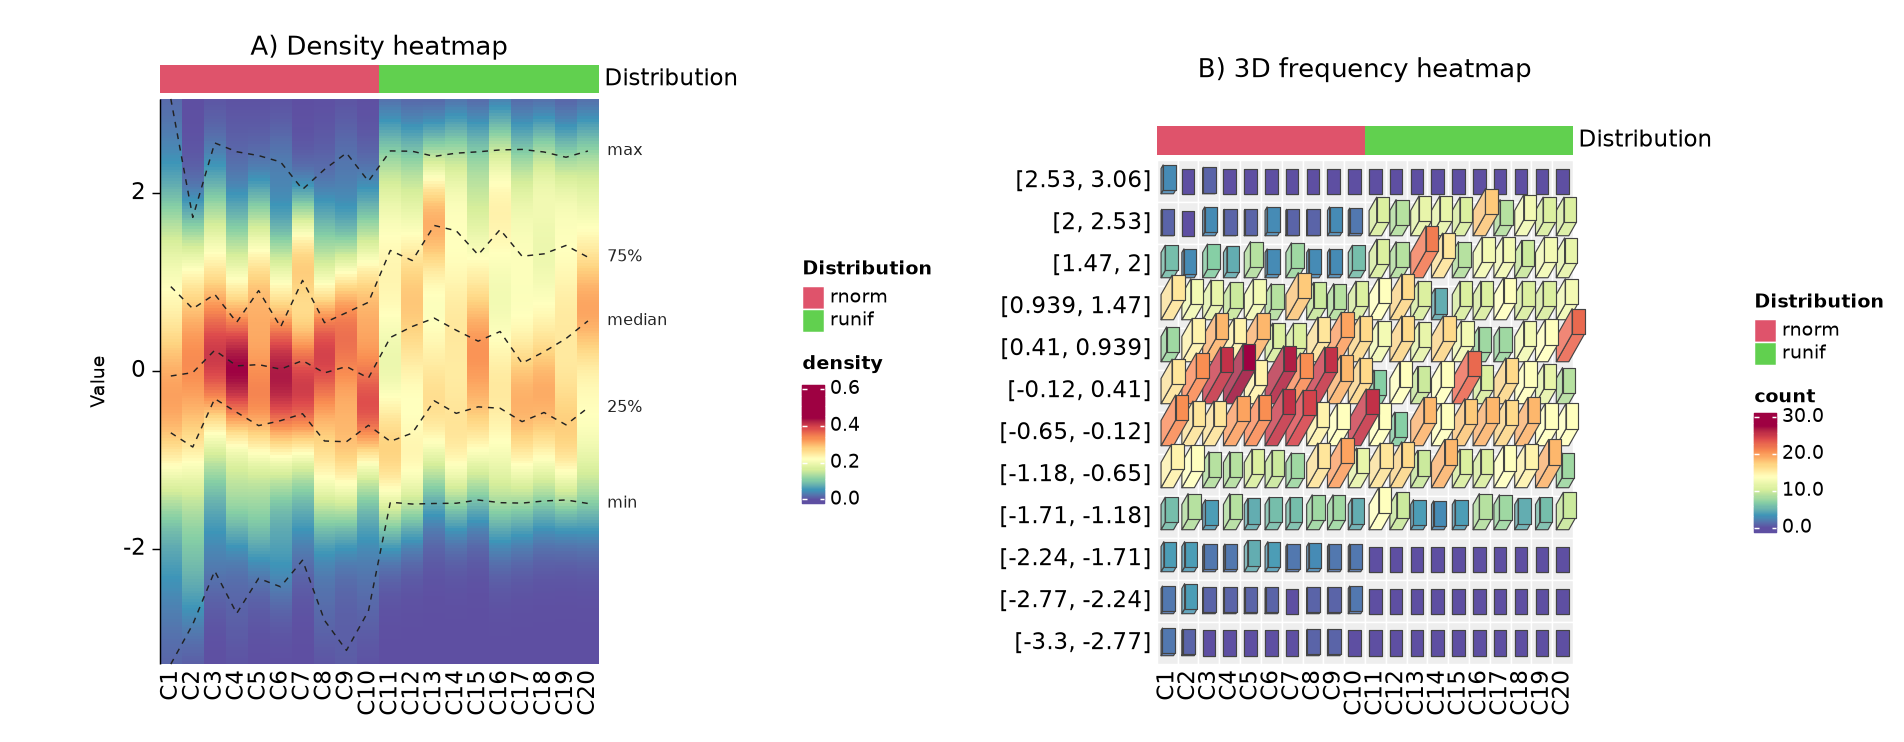 A) Density heatmap
Distribution
max
75%
median
25%
min
2
0
-2
Value
C1
C2
C3
C4
C5
C6
C7
C8
C9
C10
C11
C12
C13
C14
C15
C16
C17
C18
C19
C20
Distribution
rnorm
runif
density
0.6
0.4
0.2
0.0
B) 3D frequency heatmap
Distribution
[2.53, 3.06]
[2, 2.53]
[1.47, 2]
[0.939, 1.47]
[0.41, 0.939]
[-0.12, 0.41]
[-0.65, -0.12]
[-1.18, -0.65]
[-1.71, -1.18]
[-2.24, -1.71]
[-2.77, -2.24]
[-3.3, -2.77]
C1
C2
C3
C4
C5
C6
C7
C8
C9
C10
C11
C12
C13
C14
C15
C16
C17
C18
C19
C20
Distribution
rnorm
runif
count
30.0
20.0
10.0
0.0